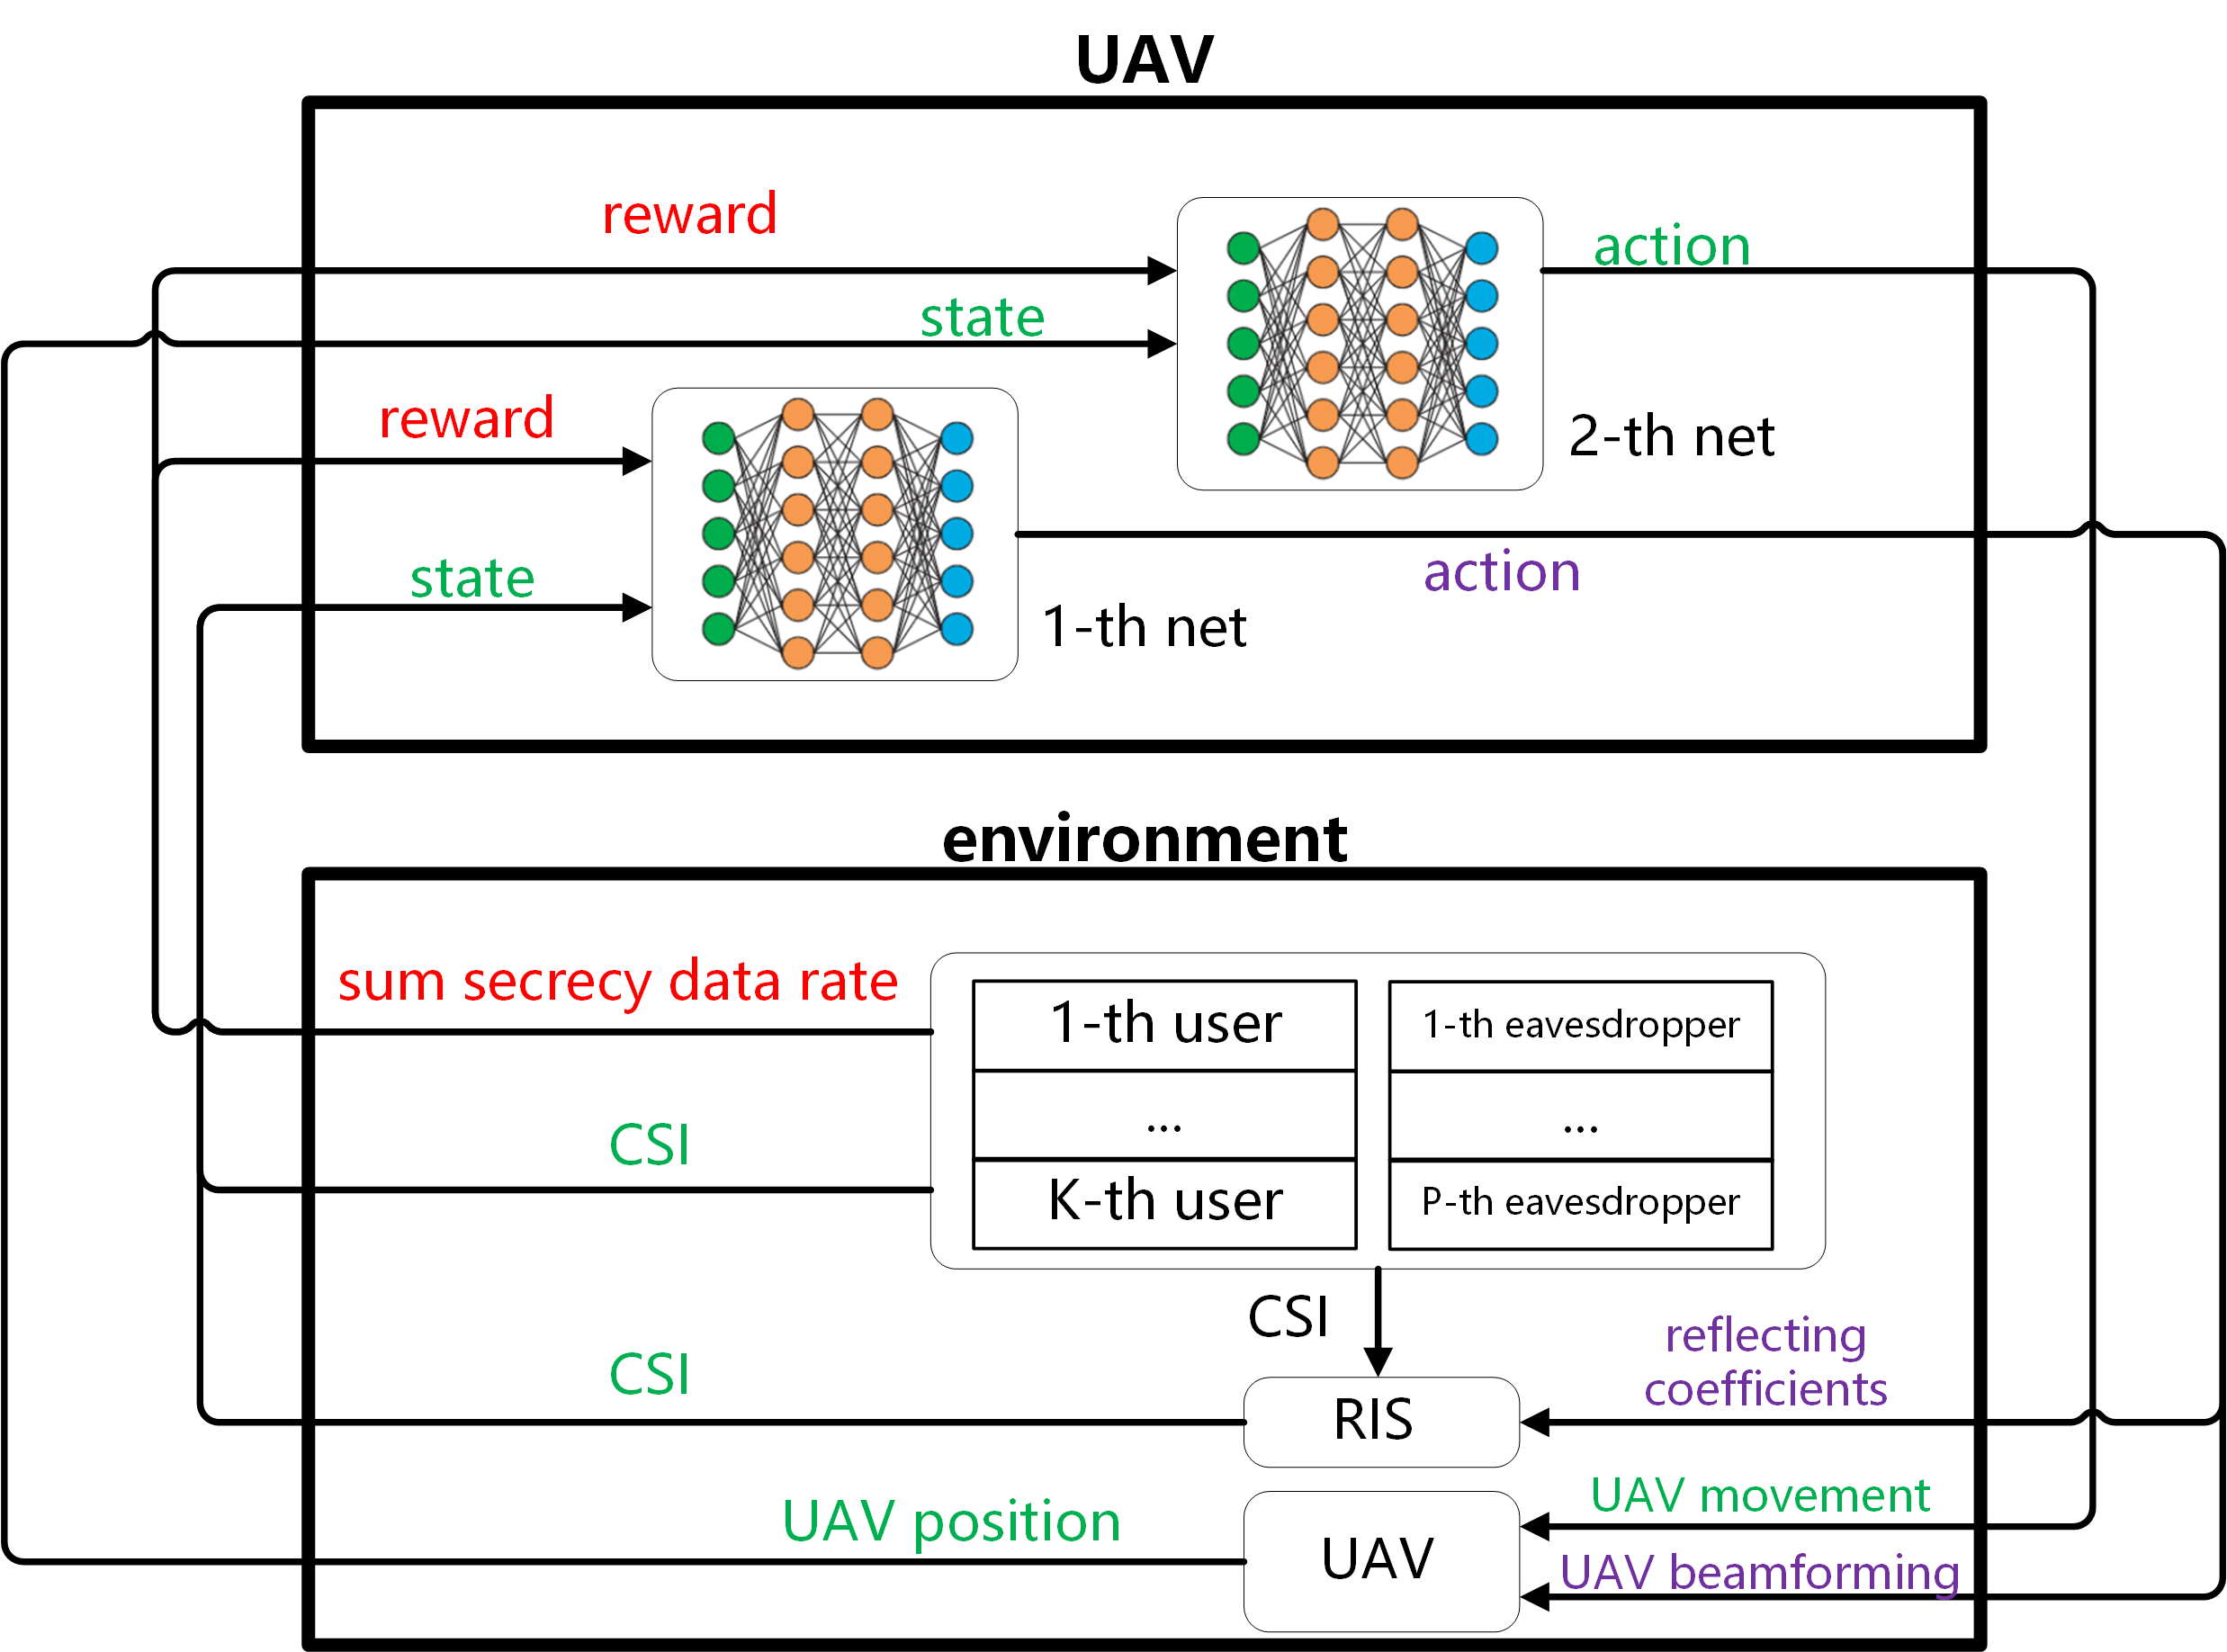 UAV
reward
action
state
reward
2-th net
action
state
1-th net
environment
sum secrecy data rate
1-th user
1-th eavesdropper
...
...
CSI
K-th user
P-th eavesdropper
CSI
reflecting
coefficients
CSI
RIS
UAV movement
UAV position
UAV
UAV beamforming